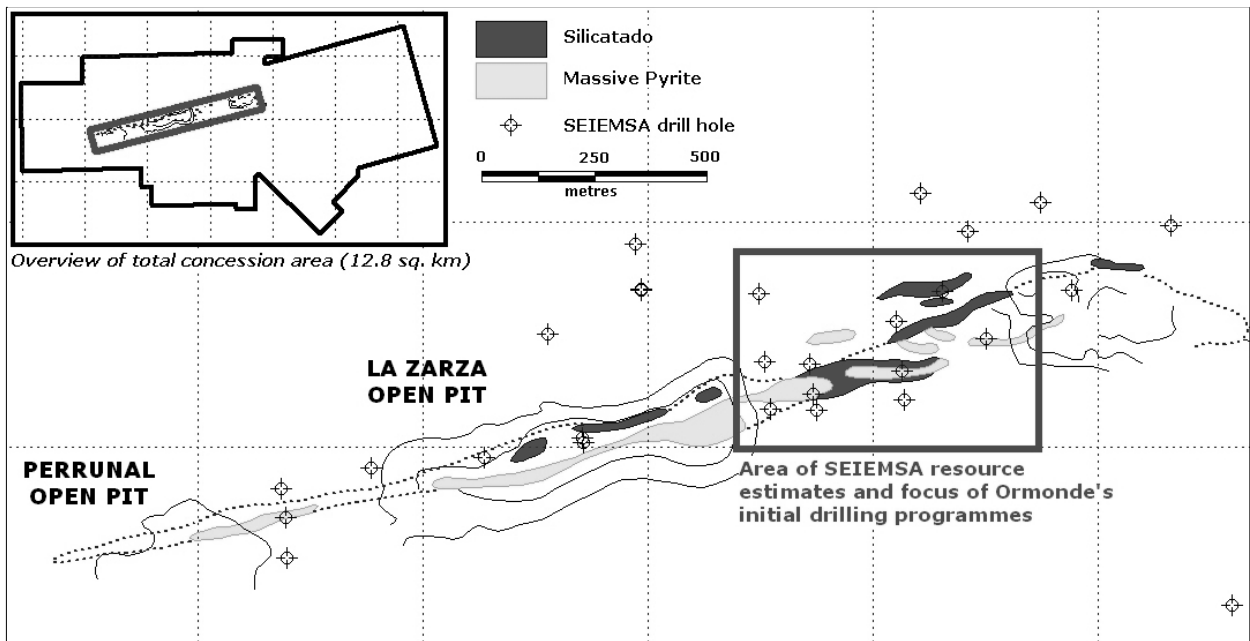 Silicatado
Massive Pyrite
SEIEMSA drill hole
0 250 500
metres
Overview of total concession area (12.8 sq. km)
LA ZARZA
OPEN PIT
PERRUNAL
OPEN PIT
Area of SEIEMSA resource
estimates and focus of Ormonde's
initial drilling programmes